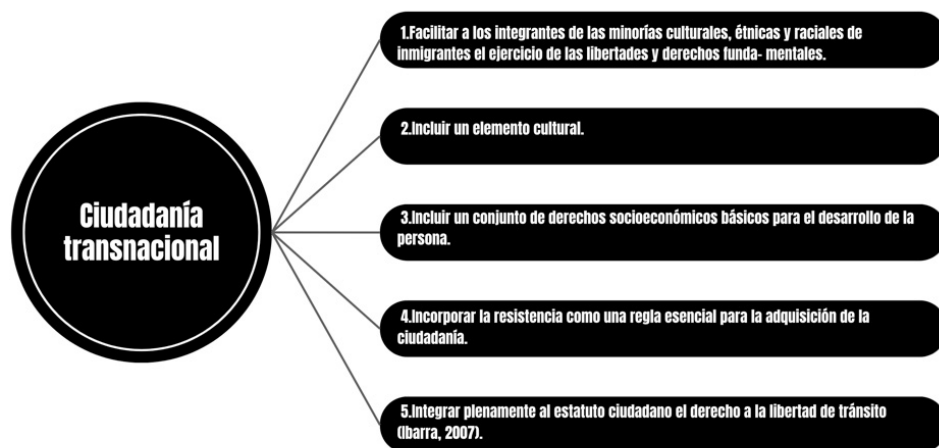 Ciudadanía
transnacional
1.Facilitar a los integrantes de las minorías culturales, étnicas y raciales de
inmigrantes el ejercicio de las libertades y derechos funda- mentales.
2.Incluir un elemento cultural.
3.Incluir un conjunto de derechos socioeconómicos básicos para el desarrollo de la
persona.
4.Incorporar la resistencia como una regla esencial para la adquisición de la
ciudadanía.
5.Integrar plenamente al estatuto ciudadano el derecho a la libertad de tránsito
(Ibarra, 2007).